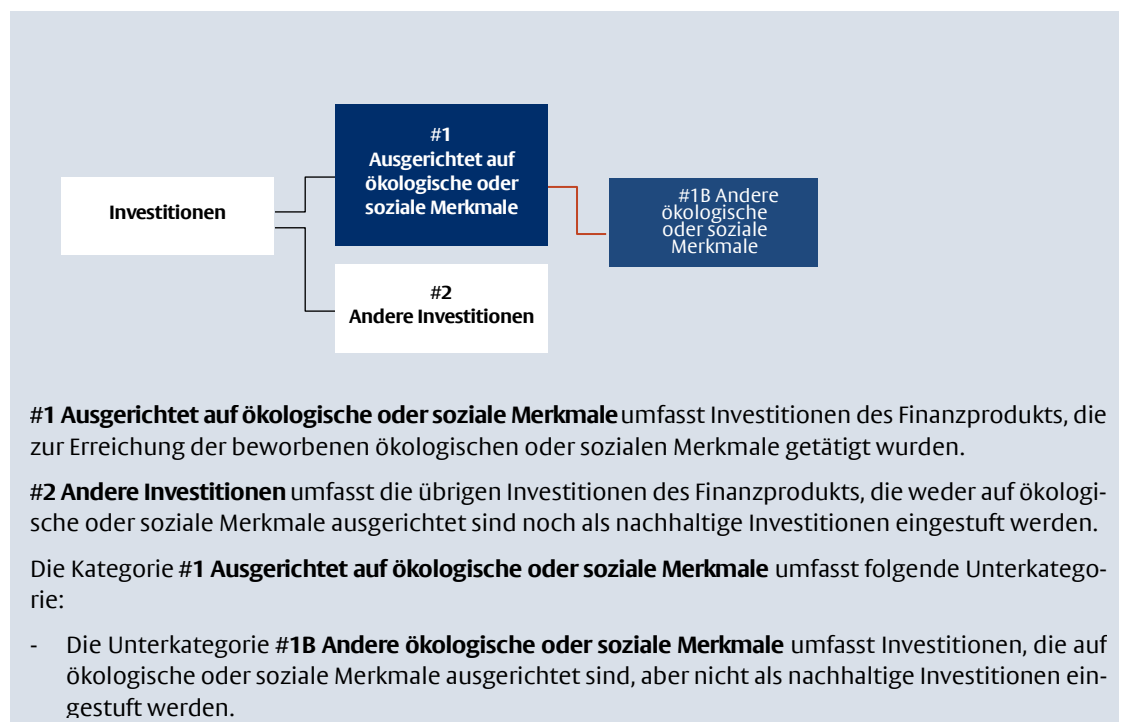 #1
Ausgerichtet auf
ökologische oder
soziale Merkmale
Investitionen
#1B Andere
ökologische
oder soziale
Merkmale
#2
Andere Investitionen
#1 Ausgerichtet auf ökologische oder soziale Merkmale umfasst Investitionen des Finanzprodukts, die
zur Erreichung der beworbenen ökologischen oder sozialen Merkmale getätigt wurden.
#2 Andere Investitionen umfasst die übrigen Investitionen des Finanzprodukts, die weder auf ökologi-
sche oder soziale Merkmale ausgerichtet sind noch als nachhaltige Investitionen eingestuft werden.
Die Kategorie #1 Ausgerichtet auf ökologische oder soziale Merkmale umfasst folgende Unterkatego-
rie:
- Die Unterkategorie #1B Andere ökologische oder soziale Merkmale umfasst Investitionen, die auf
ökologische oder soziale Merkmale ausgerichtet sind, aber nicht als nachhaltige Investitionen ein-
gestuft werden.